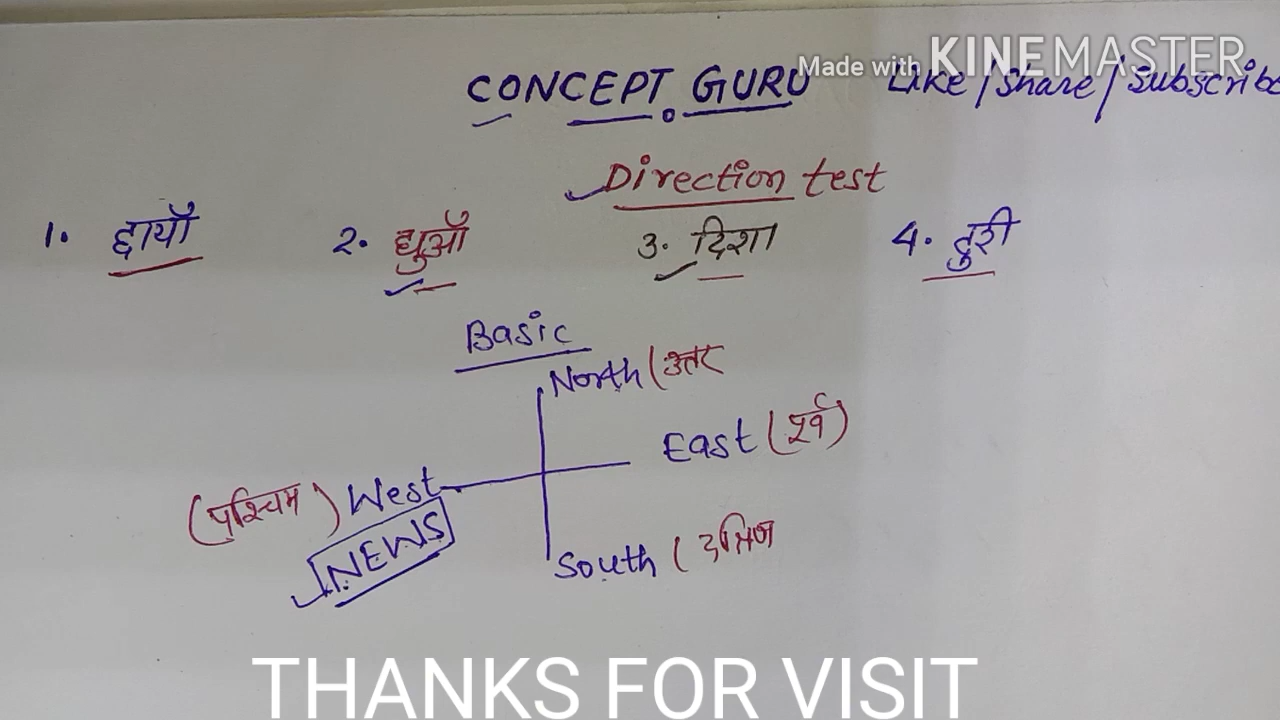 Made with KINEMASTER
CONCEPT GURU Like/Share/Subscribe
Direction test
1. छायाँ 2. धुआँ 3. दिशा 4. दुरी
Basic
North (उत्तर
East (पूर्व)
(पश्चिम) West
NEWS
South (
THANKS FOR VISIT